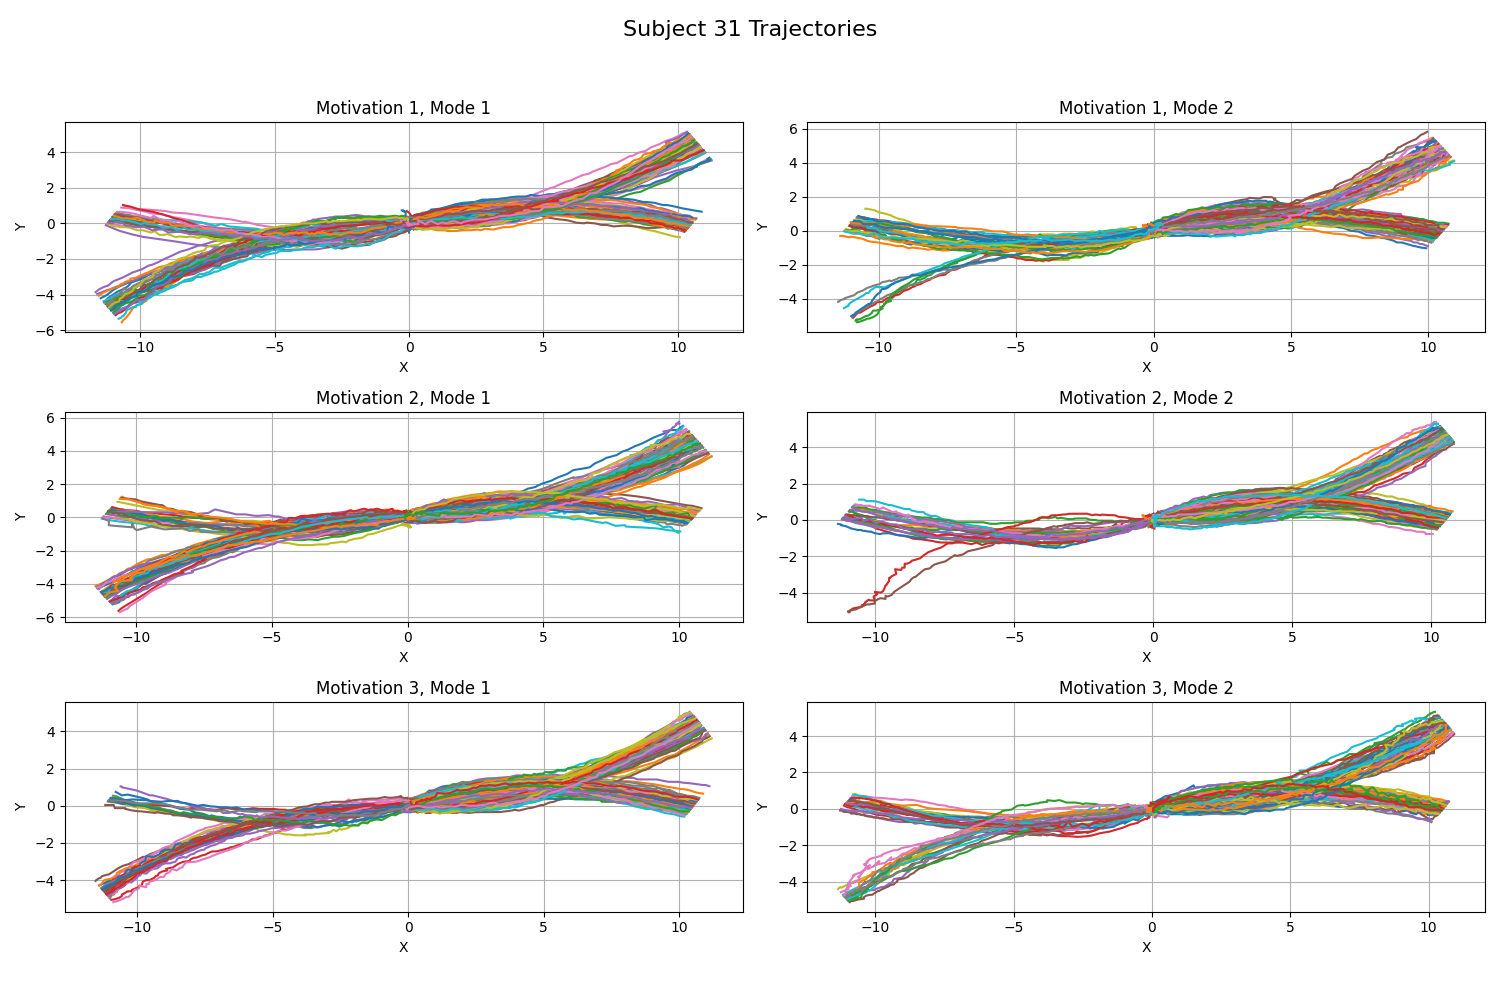 Subject 31 Trajectories
Motivation 1, Mode 1
Y
4
2
0
−2
−4
−6
−10 −5 0 5 10
X
Motivation 1, Mode 2
Y
6
4
2
0
−2
−4
−10 −5 0 5 10
X
Motivation 2, Mode 1
Y
6
4
2
0
−2
−4
−6
−10 −5 0 5 10
X
Motivation 2, Mode 2
Y
4
2
0
−2
−4
−10 −5 0 5 10
X
Motivation 3, Mode 1
Y
4
2
0
−2
−4
−10 −5 0 5 10
X
Motivation 3, Mode 2
Y
4
2
0
−2
−4
−10 −5 0 5 10
X